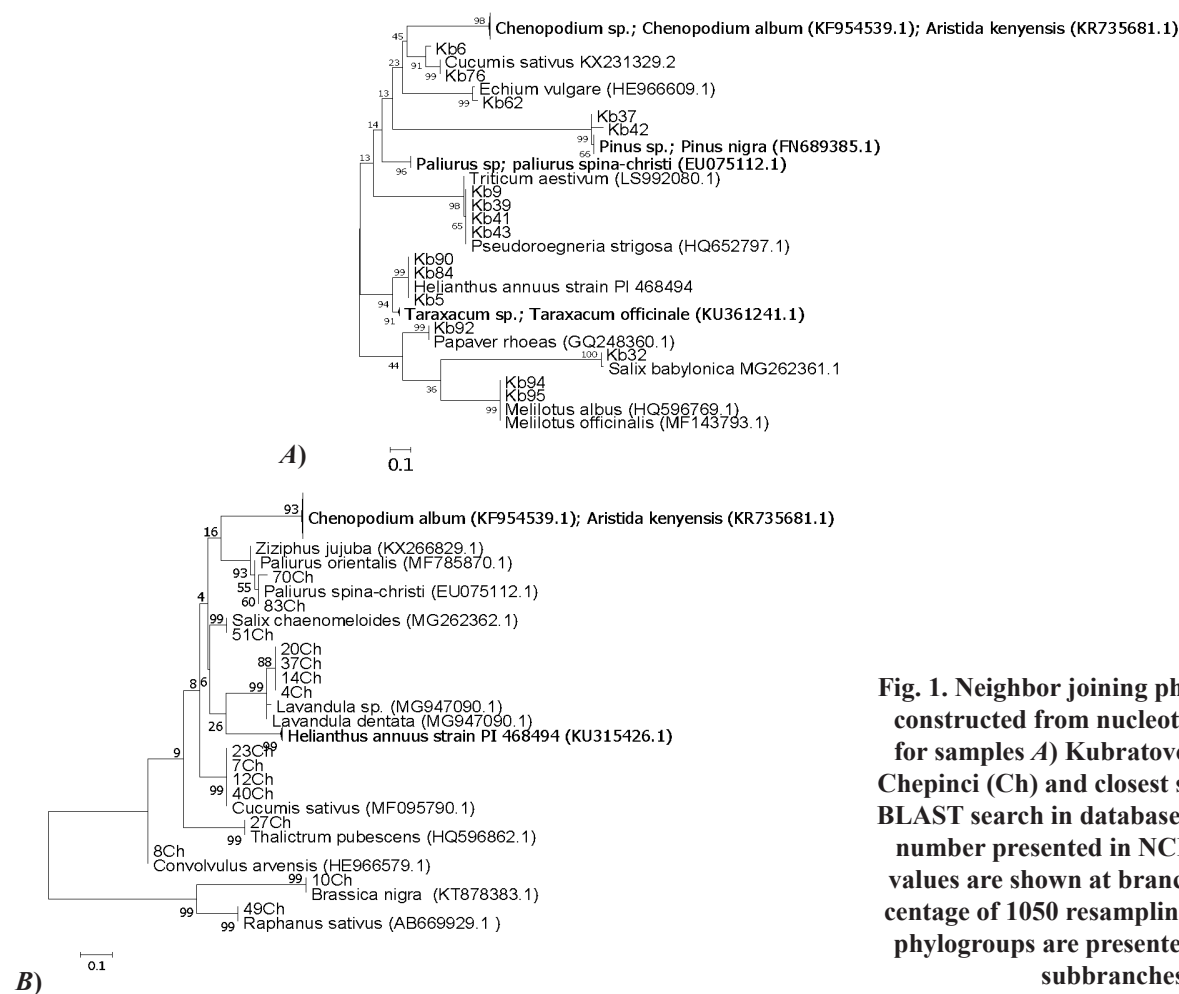 98
Chenopodium sp.; Chenopodium album (KF954539.1); Aristida kenyensis (KR735681.1)
45
Kb6
91
Cucumis sativus KX231329.2
99
Kb76
23
Echium vulgare (HE966609.1)
99
Kb62
13
Kb37
Kb42
99
Pinus sp.; Pinus nigra (FN689385.1)
66
14
Paliurus sp; paliurus spina-christi (EU075112.1)
96
13
Triticum aestivum (LS992080.1)
Kb9
98
Kb39
Kb41
65
Kb43
Pseudoroegneria strigosa (HQ652797.1)
Kb90
99
Kb84
Helianthus annuus strain PI 468494
94
Kb5
91
Taraxacum sp.; Taraxacum officinale (KU361241.1)
99
Kb92
Papaver rhoeas (GQ248360.1)
44
100
Kb32
Salix babylonica MG262361.1
36
Kb94
Kb95
99
Melilotus albus (HQ596769.1)
Melilotus officinalis (MF143793.1)
A)
0.1
93
Chenopodium album (KF954539.1); Aristida kenyensis (KR735681.1)
16
Ziziphus jujuba (KX266829.1)
Paliurus orientalis (MF785870.1)
93
70Ch
55
Paliurus spina-christi (EU075112.1)
60
83Ch
4
99
Salix chaenomeloides (MG262362.1)
51Ch
20Ch
88
37Ch
14Ch
99
4Ch
8
6
Lavandula sp. (MG947090.1)
26
Lavandula dentata (MG947090.1)
Helianthus annuus strain PI 468494 (KU315426.1)
99
23Ch
9
7Ch
12Ch
99
40Ch
Cucumis sativus (MF095790.1)
27Ch
99
Thalictrum pubescens (HQ596862.1)
8Ch
Convolvulus arvensis (HE966579.1)
99
10Ch
Brassica nigra (KT878383.1)
99
49Ch
99
Raphanus sativus (AB669929.1 )
0.1
B)
Fig. 1. Neighbor joining ph
constructed from nucleot
for samples A) Kubratov
Chepinci (Ch) and closest s
BLAST search in database
number presented in NC
values are shown at branc
centage of 1050 resamplin
phylogroups are presente
subbranches